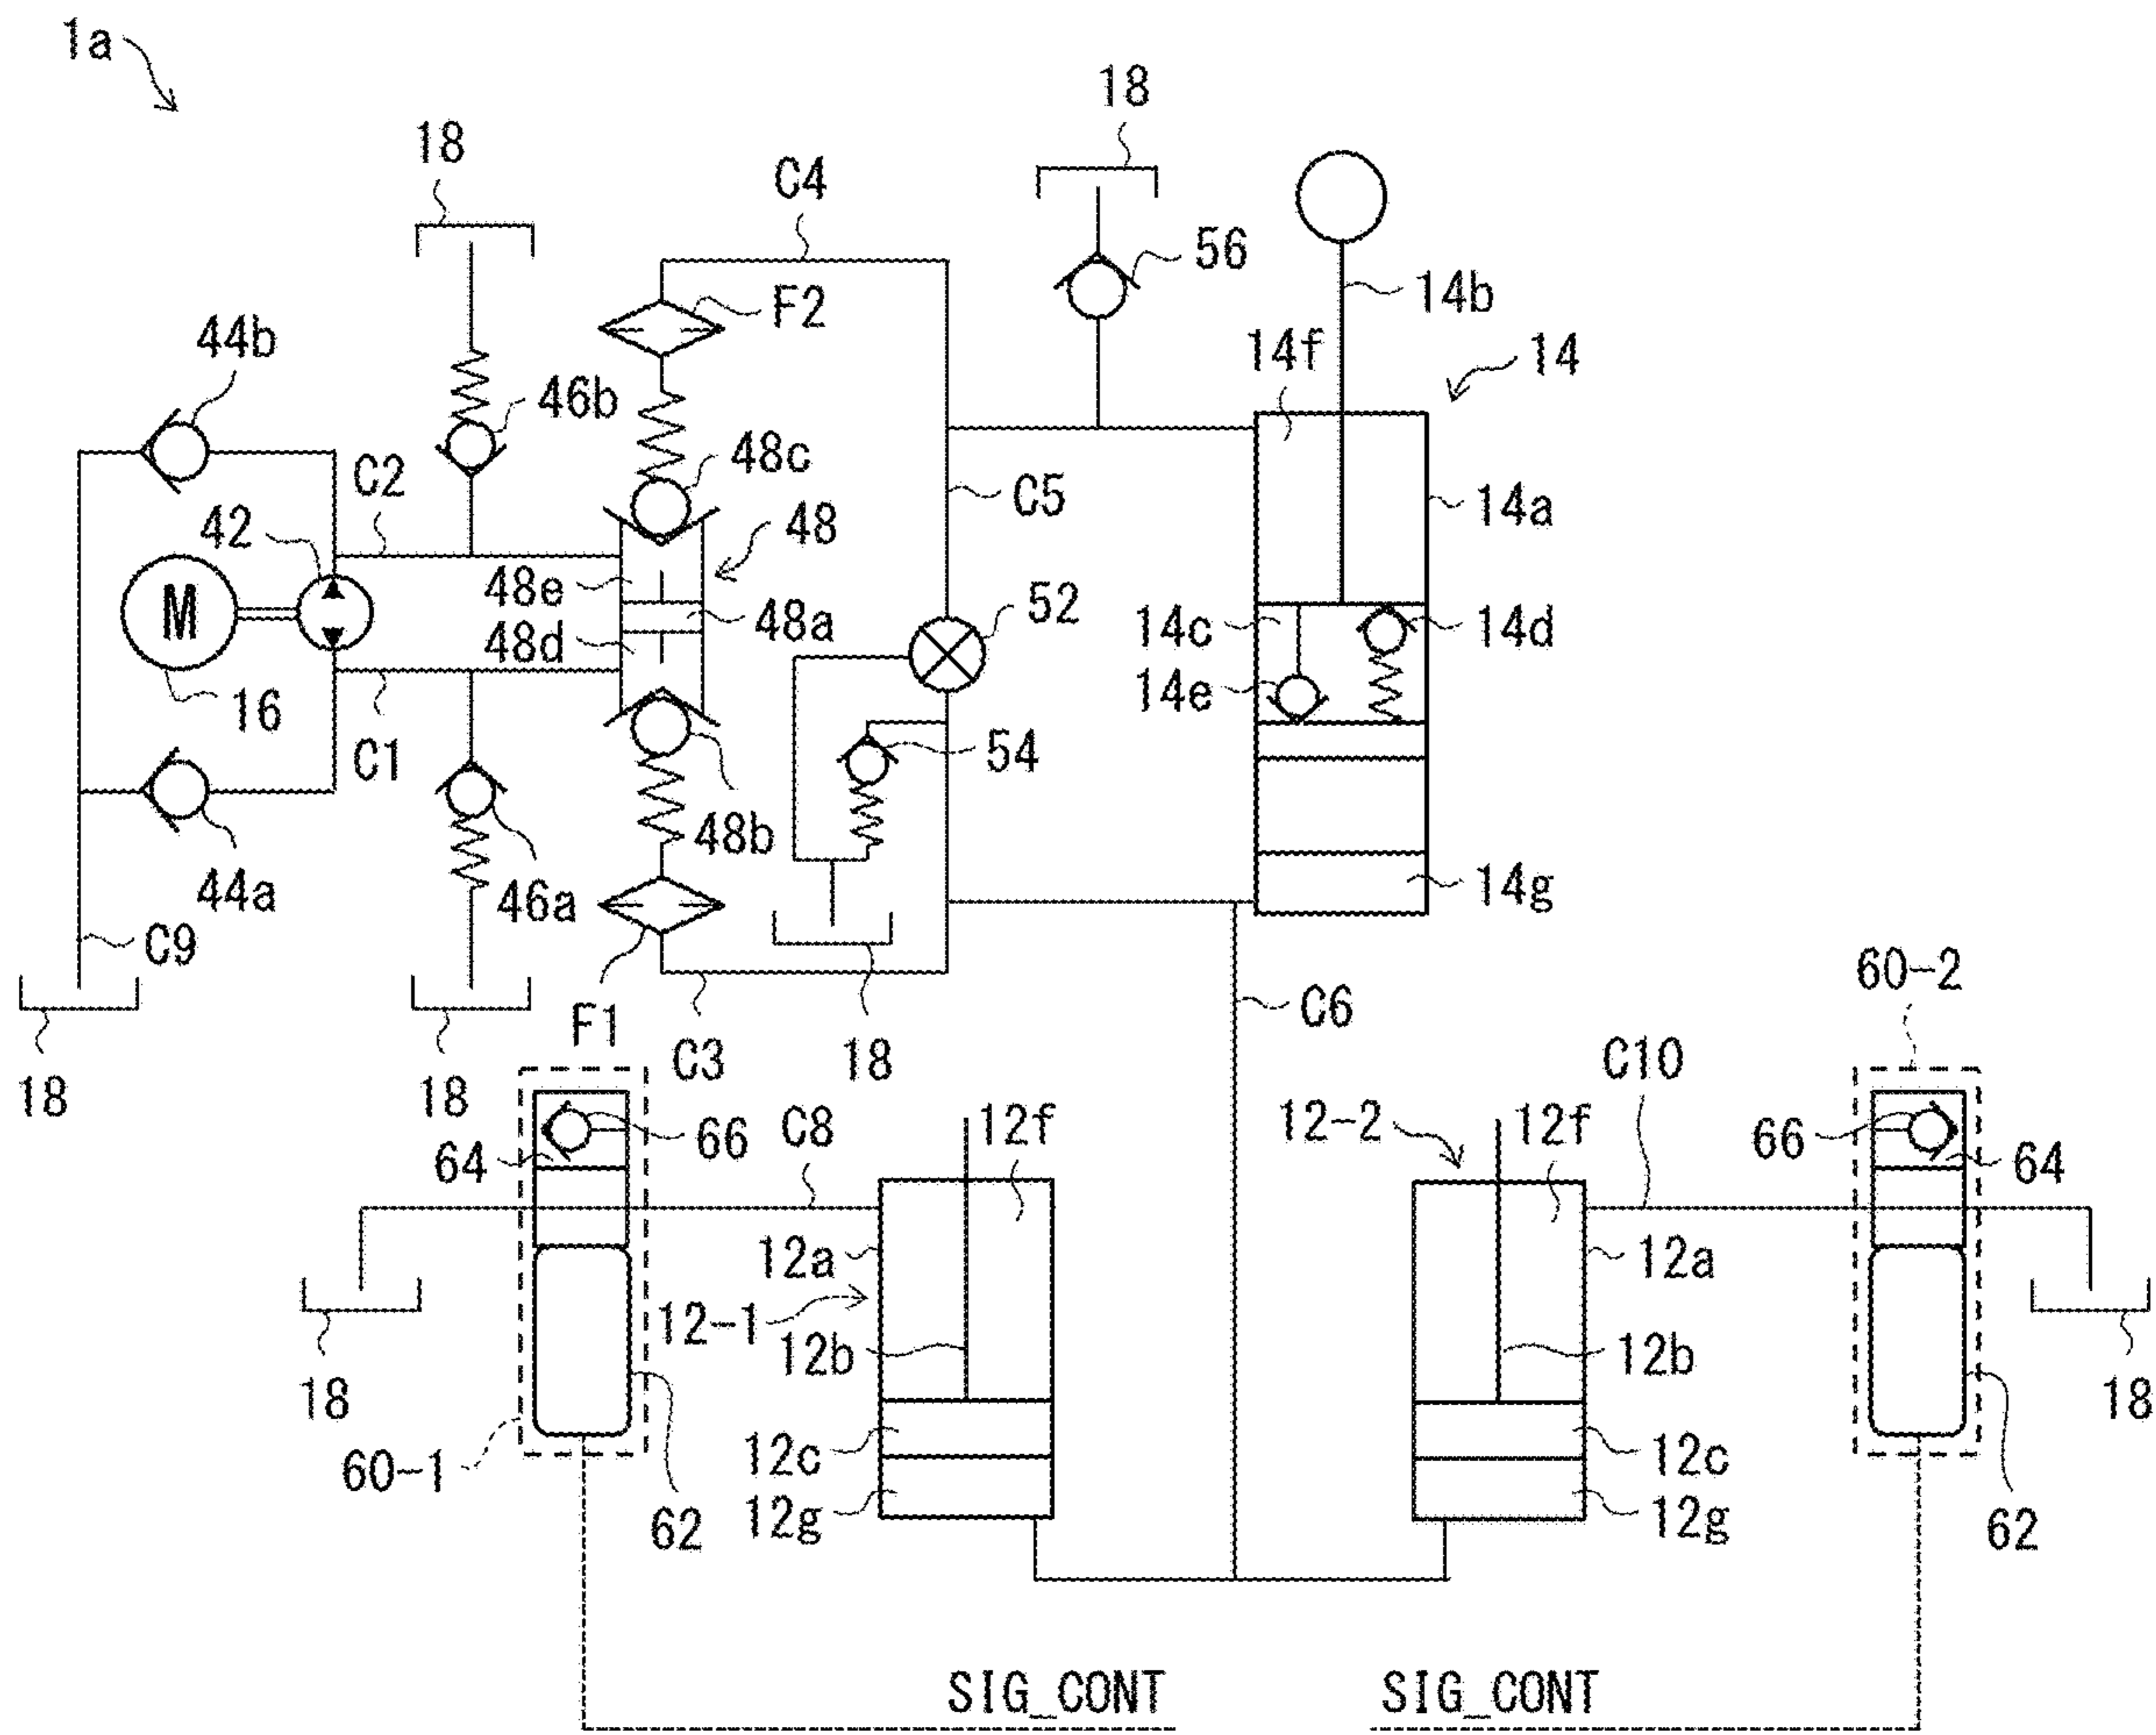 1a
18
18
C4
56
F2
14b
44b
14f
14
46b
48c
C2
C5
14a
42
48
48e
52
M
48a
14c
14d
48d
14e
16
C1
54
48b
44a
46a
14g
C9
60-2
F1
C6
18
C3
18
18
C10
66
C8
12f
12-2
12f
66
64
64
12a
12a
12-1
12b
12b
18
18
12c
12c
60-1
12g
12g
62
62
SIG_CONT
SIG_CONT